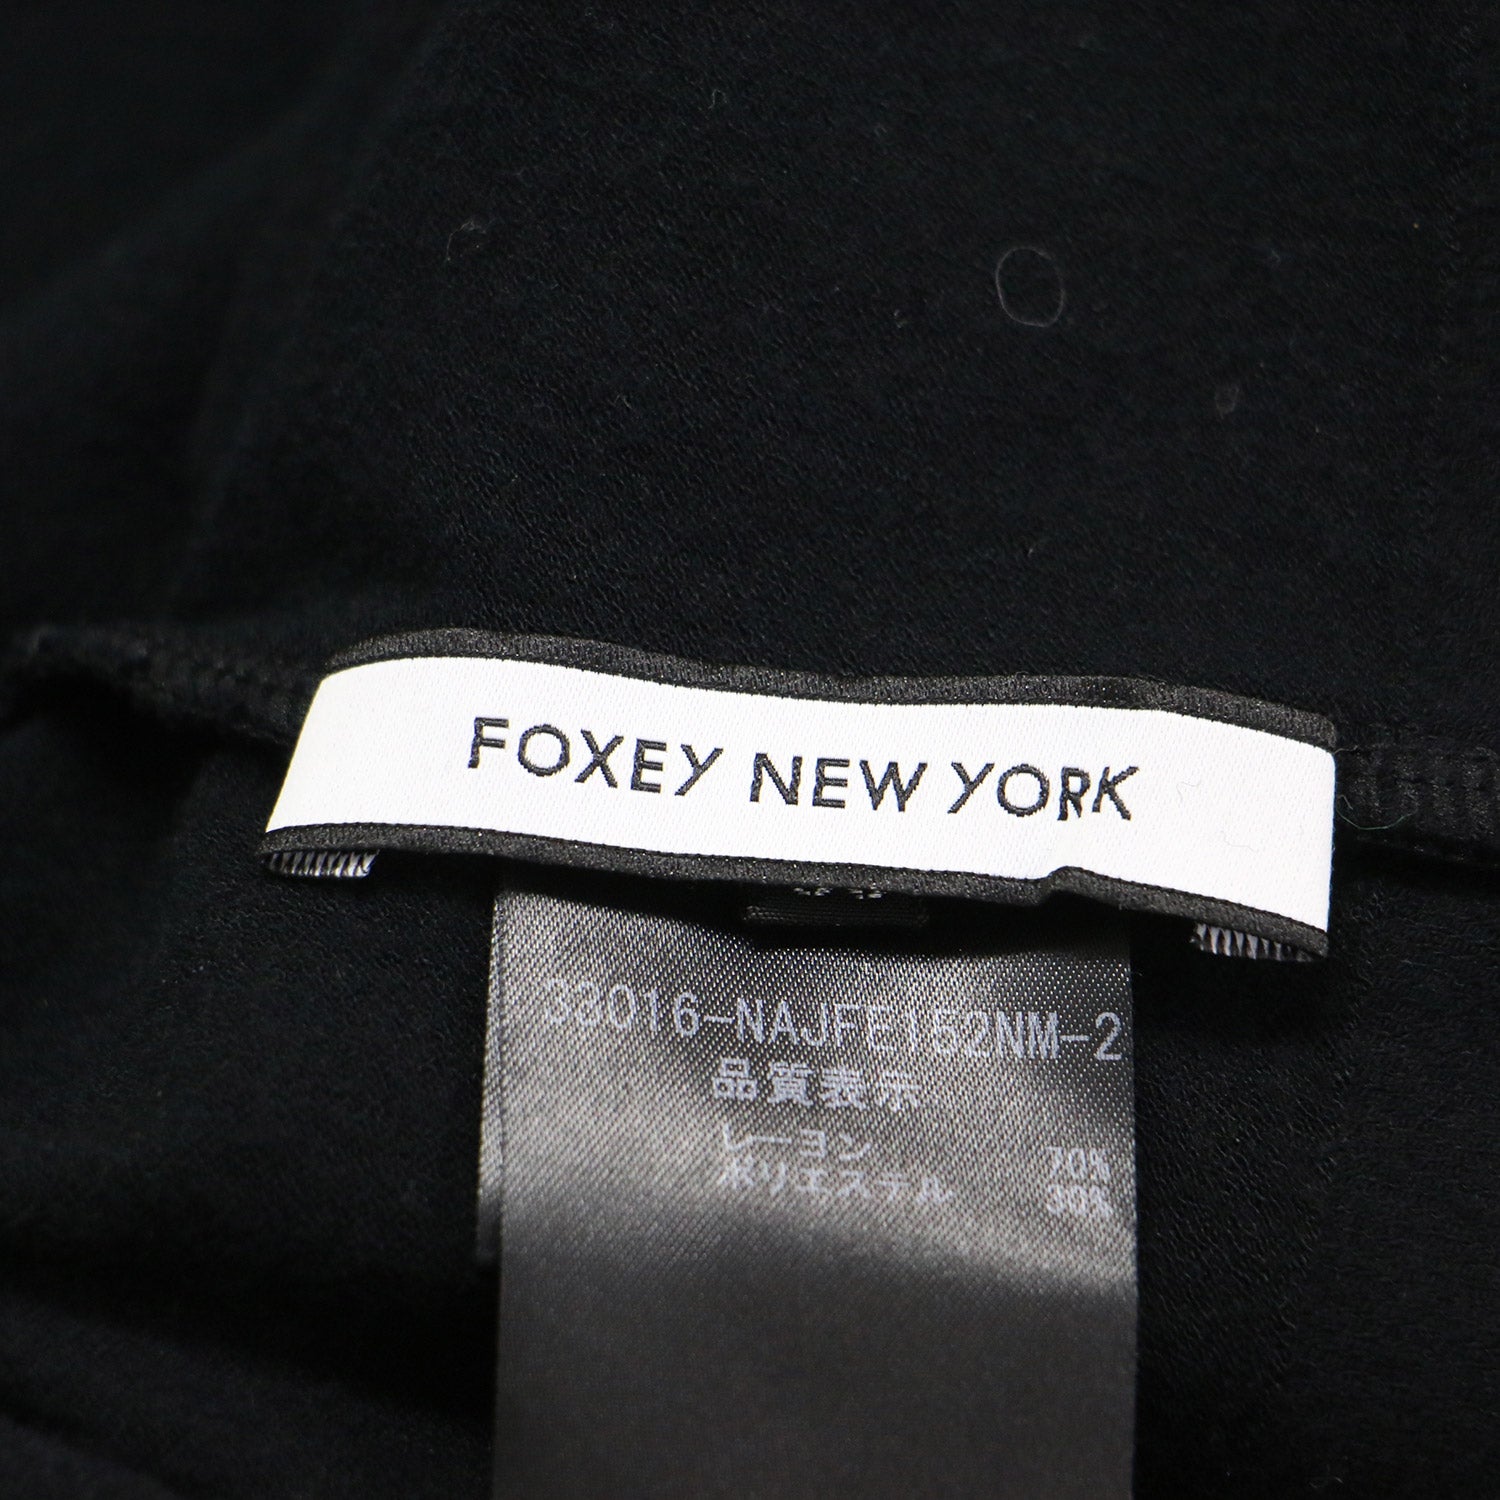 FOXEY NEW YORK
33016-NAJFE152NM-2
品質表示
レーヨン 70%
ポリエステル 30%